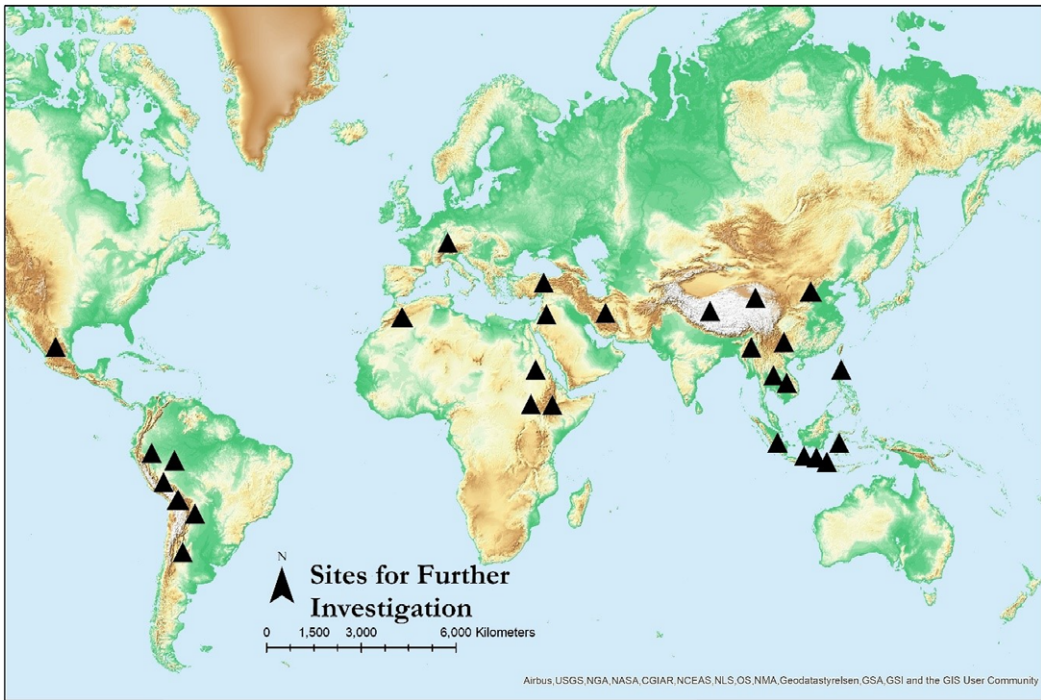 N
Sites for Further
Investigation
0 1,500 3,000 6,000 Kilometers
Airbus,USGS,NGA,NASA,CGIAR,NCEAS,NLS,OS,NMA,Geodatastyrelsen,GSA,GSI and the GIS User Community